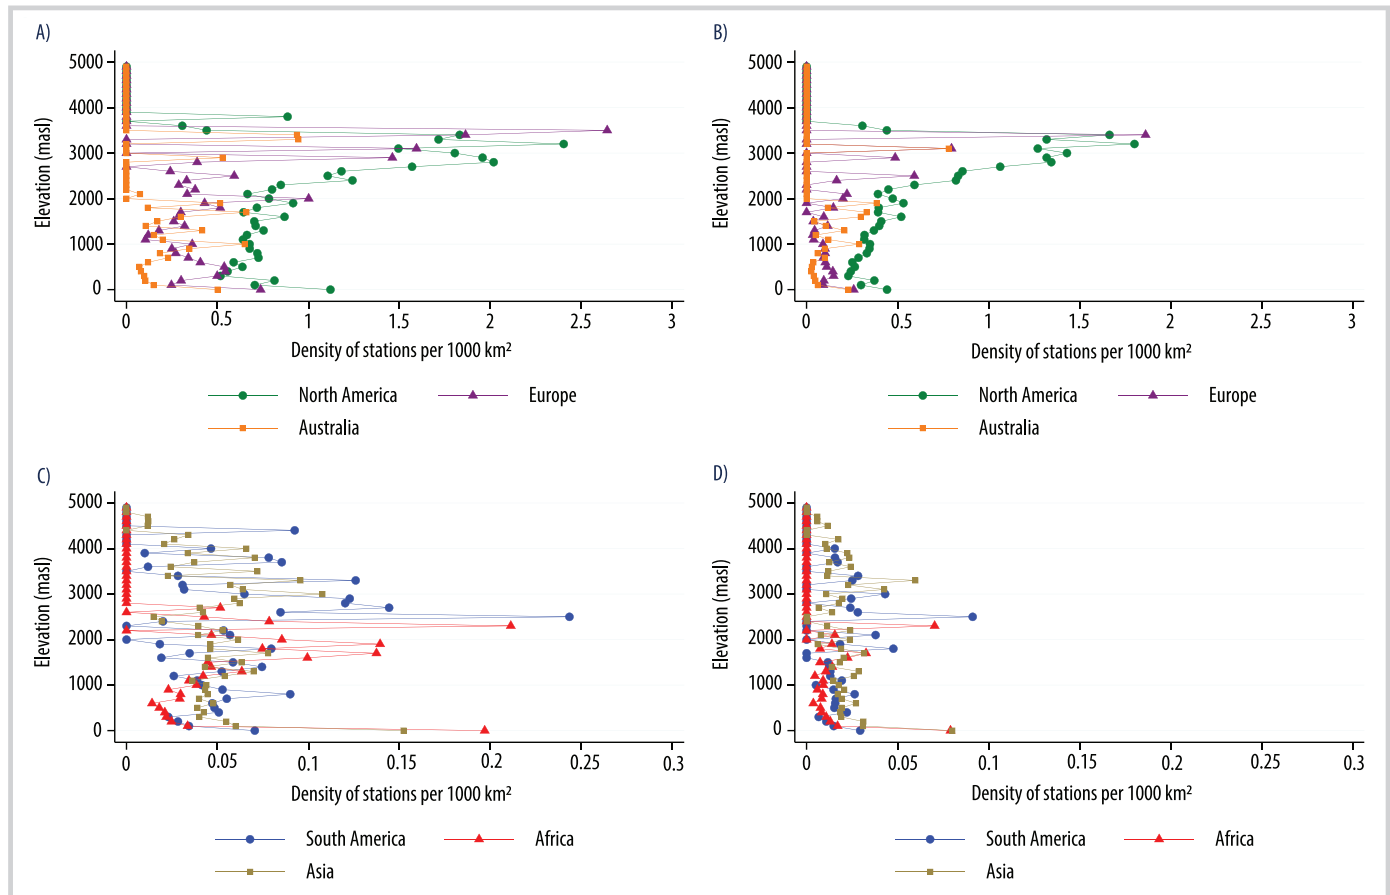 A)
5000
4000
3000
2000
1000
0
Elevation (masl)
0 0.5 1 1.5 2 2.5 3
Density of stations per 1000 km²
North America Europe
Australia
B)
5000
4000
3000
2000
1000
0
Elevation (masl)
0 0.5 1 1.5 2 2.5 3
Density of stations per 1000 km²
North America Europe
Australia
C)
5000
4000
3000
2000
1000
0
Elevation (masl)
0 0.05 0.1 0.15 0.2 0.25 0.3
Density of stations per 1000 km²
South America Africa
Asia
D)
5000
4000
3000
2000
1000
0
Elevation (masl)
0 0.05 0.1 0.15 0.2 0.25 0.3
Density of stations per 1000 km²
South America Africa
Asia